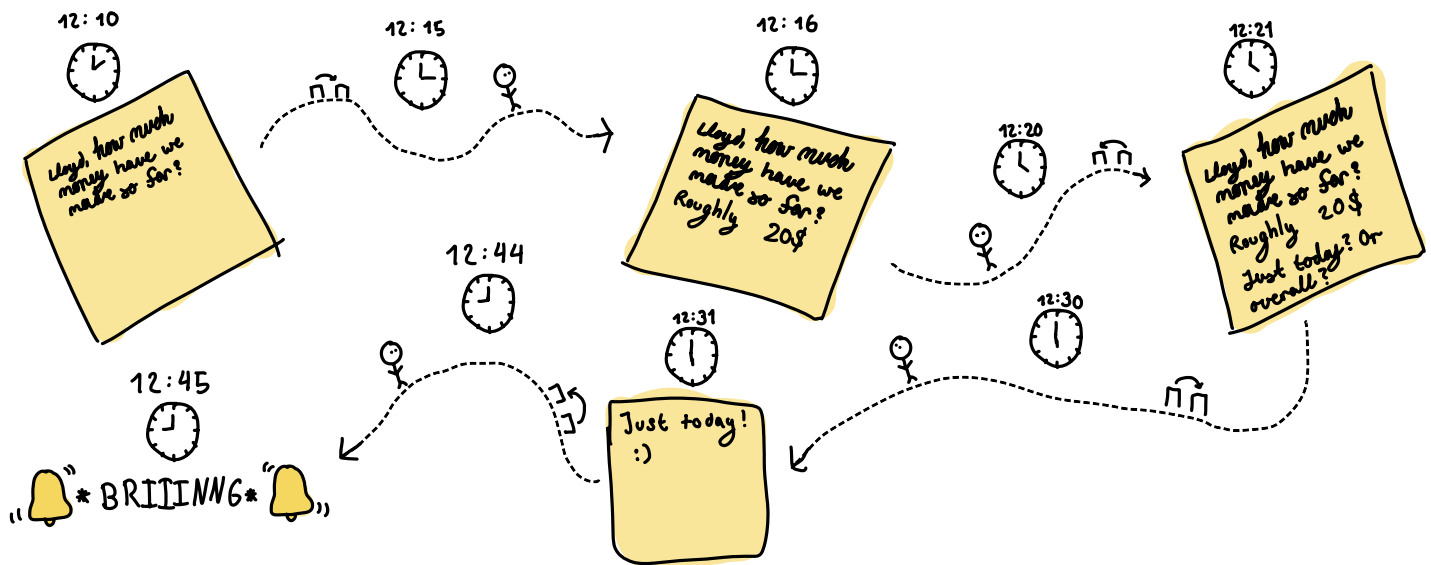 12:10
Lloyd, how much
money have we
made so far?
12:15
12:16
Lloyd, how much
money have we
made so far?
Roughly 20$
12:20
12:21
Lloyd, how much
money have we
made so far?
Roughly 20$
Just today? Or
overall?
12:30
12:31
Just today!
:)
12:44
12:45
*BRIIINNG*